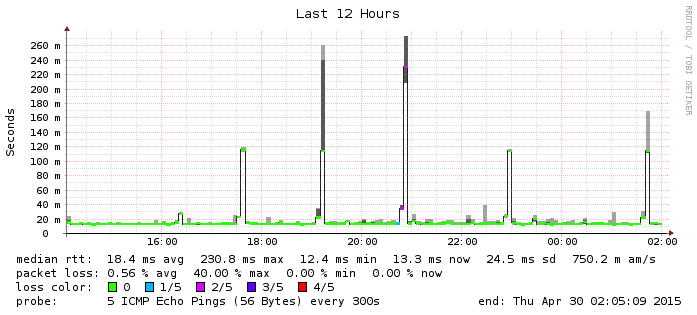 Last 12 Hours
RRDTOOL / TOBI OETIKER
Seconds
260 m
240 m
220 m
200 m
180 m
160 m
140 m
120 m
100 m
80 m
60 m
40 m
20 m
0
16:00 18:00 20:00 22:00 00:00 02:00
median rtt: 18.4 ms avg 230.8 ms max 12.4 ms min 13.3 ms now 24.5 ms sd 750.2 m am/s
packet loss: 0.56 % avg 40.00 % max 0.00 % min 0.00 % now
loss color: 0 1/5 2/5 3/5 4/5
probe: 5 ICMP Echo Pings (56 Bytes) every 300s end: Thu Apr 30 02:05:09 2015